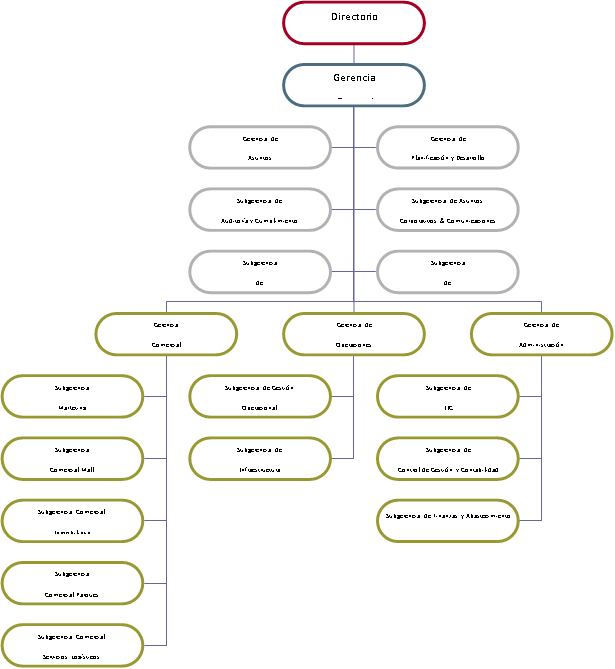 Directorio
Gerencia
Gerencia de
Asuntos
Gerencia de
Planificación y Desarrollo
Subgerencia de
Auditoría y Cumplimiento
Subgerencia de Asuntos
Corporativos & Comunicaciones
Subgerencia
de
Subgerencia
de
Gerencia
Comercial
Gerencia de
Operaciones
Gerencia de
Administración
Subgerencia
Subgerencia de Gestión
Operacional
Subgerencia de
Subgerencia
Comercial Mall
Subgerencia de
Infraestructura
Subgerencia de
Control de Gestión y Contabilidad
Subgerencia Comercial
Inmobiliaria
Subgerencia de Finanzas y Abastecimiento
Subgerencia
Comercial Parques
Subgerencia Comercial
Servicios Logísticos